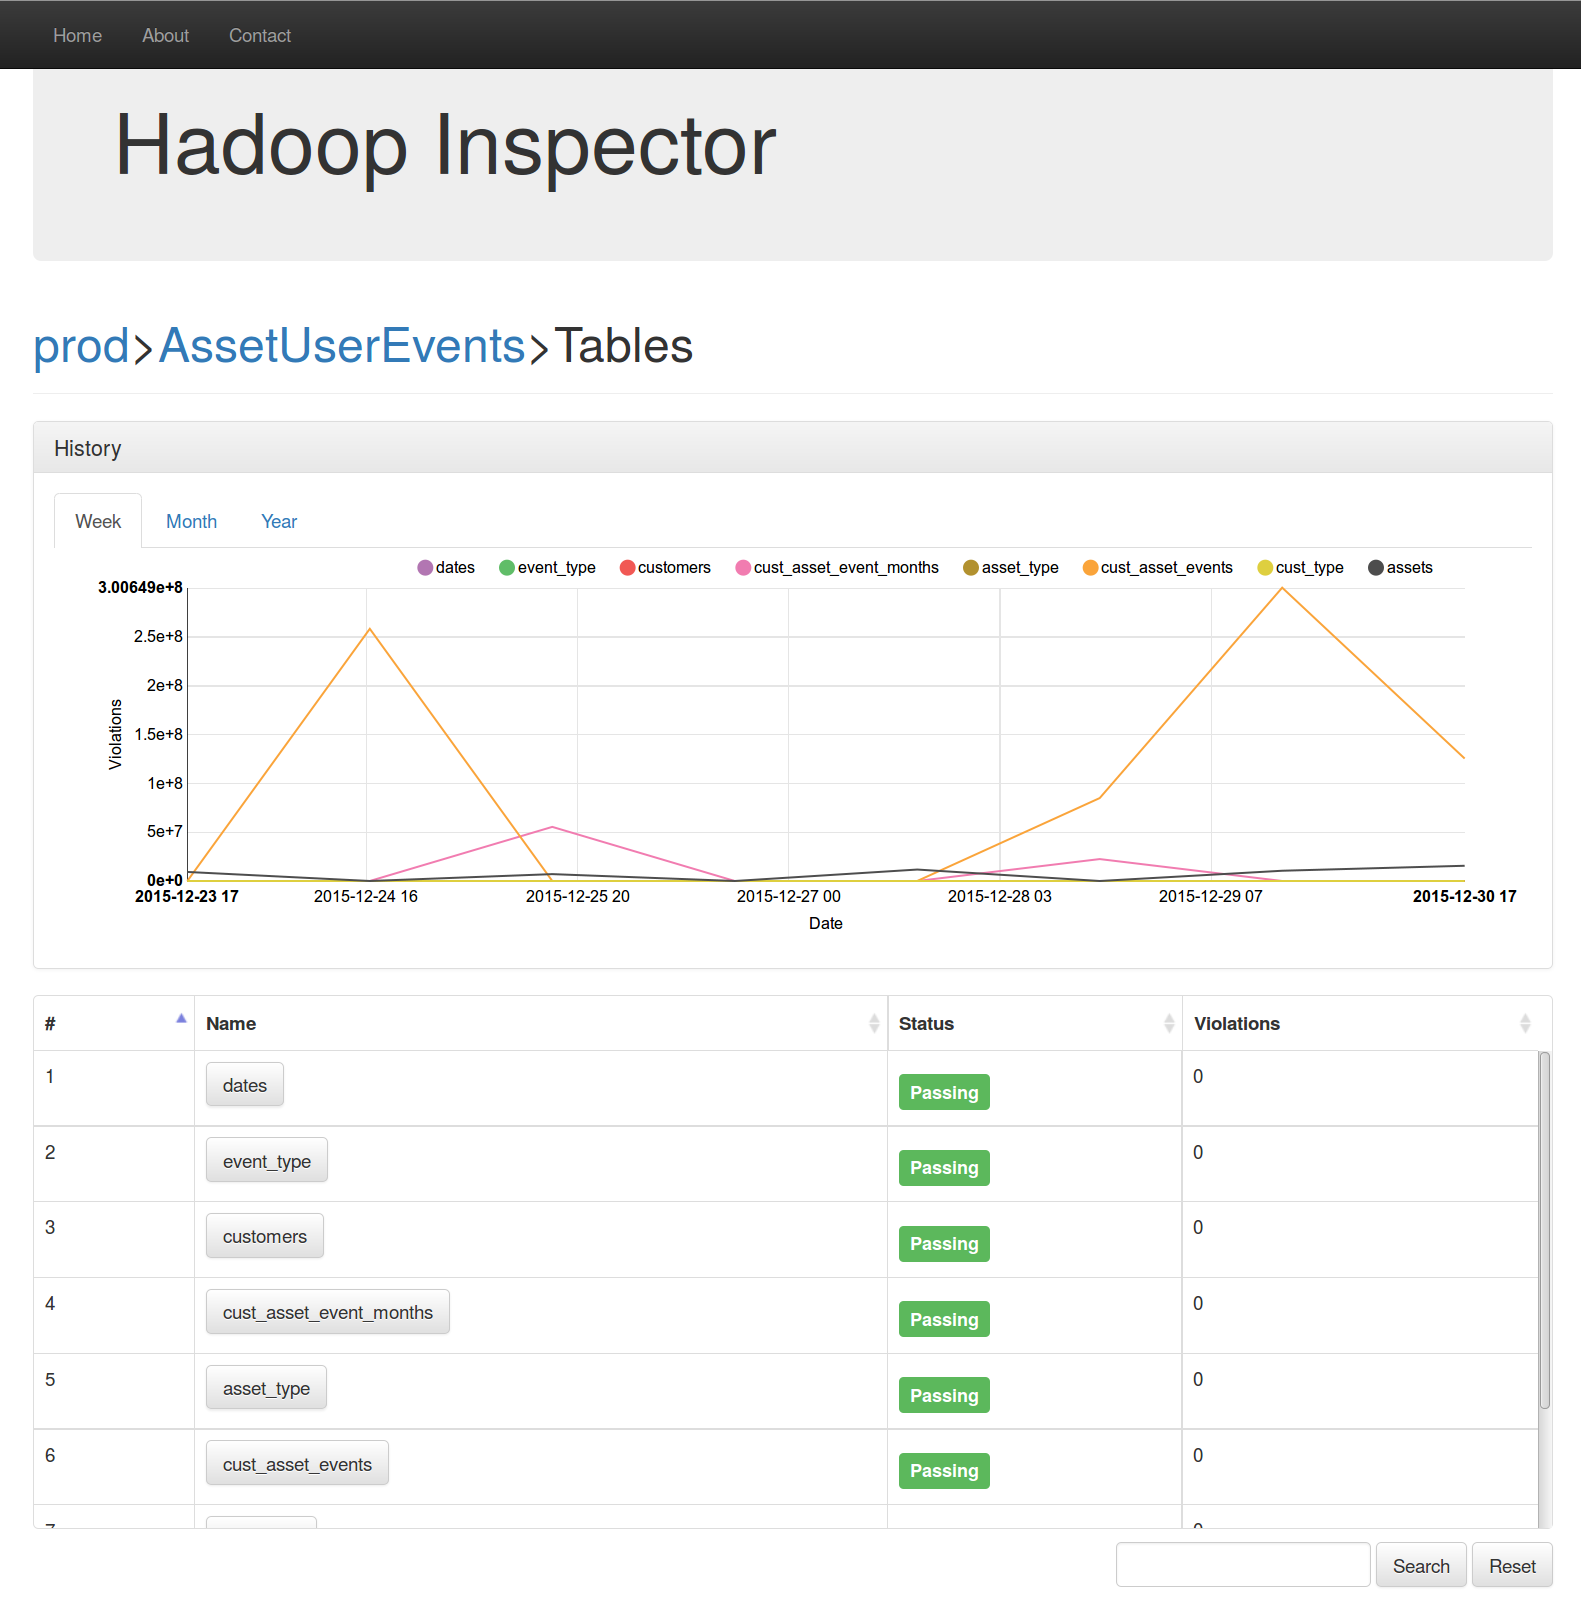 Home About Contact
Hadoop Inspector
prod>AssetUserEvents>Tables
History
Week Month Year
dates event_type customers cust_asset_event_months asset_type cust_asset_events cust_type assets
3.00649e+8
2.5e+8
2e+8
1.5e+8
1e+8
5e+7
0e+0
Violations
2015-12-23 17 2015-12-24 16 2015-12-25 20 2015-12-27 00 2015-12-28 03 2015-12-29 07 2015-12-30 17
Date
# Name Status Violations
1 dates Passing 0
2 event_type Passing 0
3 customers Passing 0
4 cust_asset_event_months Passing 0
5 asset_type Passing 0
6 cust_asset_events Passing 0
Search Reset